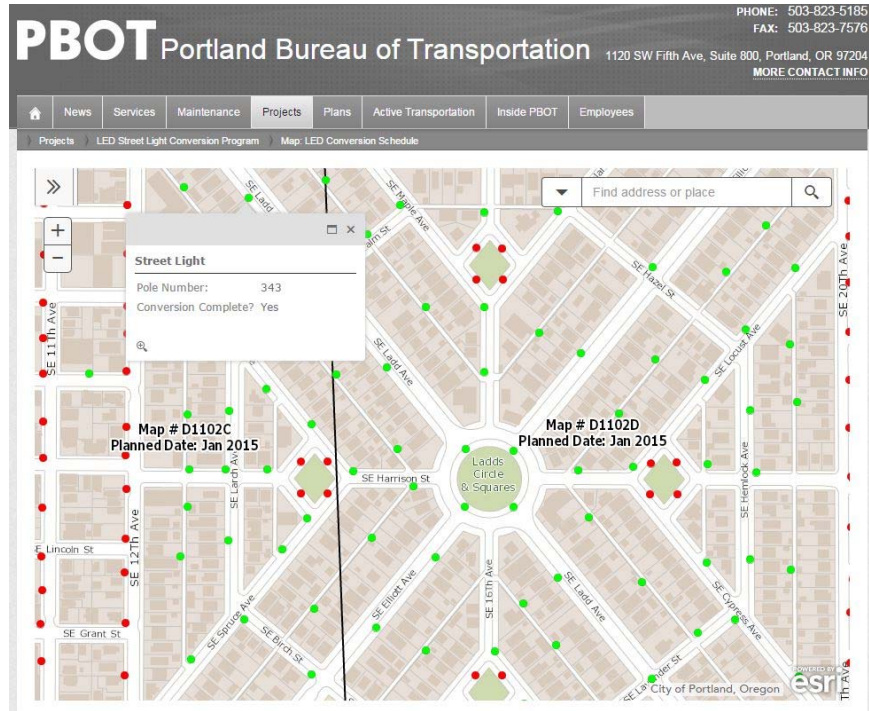 PHONE: 503-823-5185
FAX: 503-823-7576
PBOT Portland Bureau of Transportation
1120 SW Fifth Ave, Suite 800, Portland, OR 97204
MORE CONTACT INFO
News Services Maintenance Projects Plans Active Transportation Inside PBOT Employees
Projects LED Street Light Conversion Program Map: LED Conversion Schedule
Find address or place
Street Light
Pole Number: 343
Conversion Complete? Yes
SE Ladd
SE Maple Ave
SE Hazel St
SE 20Th Ave
SE 11Th Ave
SE Ladd Ave
SE Locust Ave
Map # D1102C
Planned Date: Jan 2015
Map # D1102D
Planned Date: Jan 2015
SE Larch Ave
SE Harrison St
Ladds
Circle
& Squares
SE Hemlock Ave
SE 12Th Ave
Lincoln St
SE Elliott Ave
SE 16Th Ave
SE Ladd Ave
SE Cypress Ave
SE Spruce Ave
SE Birch St
SE Grant St
City of Portland, Oregon
POWERED BY
esri
Th Ave